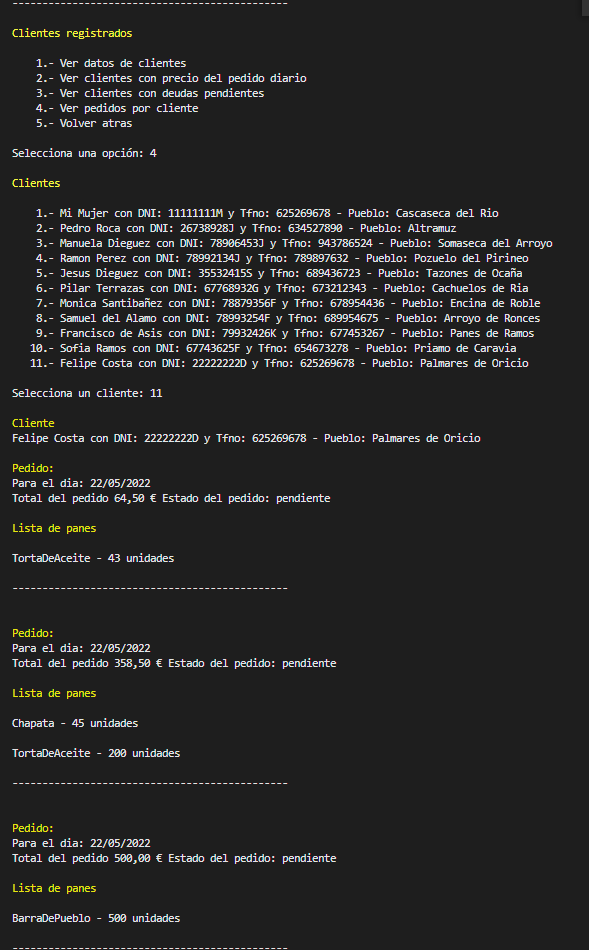 ----------------------------------------------
Clientes registrados
1.- Ver datos de clientes
2.- Ver clientes con precio del pedido diario
3.- Ver clientes con deudas pendientes
4.- Ver pedidos por cliente
5.- Volver atras
Selecciona una opción: 4
Clientes
1.- Mi Mujer con DNI: 11111111M y Tfno: 625269678 - Pueblo: Cascaseca del Rio
2.- Pedro Roca con DNI: 26738928J y Tfno: 634527890 - Pueblo: Altramuz
3.- Manuela Dieguez con DNI: 78906453J y Tfno: 943786524 - Pueblo: Somaseca del Arroyo
4.- Ramon Perez con DNI: 78992134J y Tfno: 789897632 - Pueblo: Pozuelo del Pirineo
5.- Jesus Dieguez con DNI: 35532415S y Tfno: 689436723 - Pueblo: Tazones de Ocaña
6.- Pilar Terrazas con DNI: 67768932G y Tfno: 673212343 - Pueblo: Cachuelos de Ria
7.- Monica Santibañez con DNI: 78879356F y Tfno: 678954436 - Pueblo: Encina de Roble
8.- Samuel del Alamo con DNI: 78993254F y Tfno: 689954675 - Pueblo: Arroyo de Ronces
9.- Francisco de Asis con DNI: 79932426K y Tfno: 677453267 - Pueblo: Panes de Ramos
10.- Sofia Ramos con DNI: 67743625F y Tfno: 654673278 - Pueblo: Priamo de Caravia
11.- Felipe Costa con DNI: 22222222D y Tfno: 625269678 - Pueblo: Palmares de Oricio
Selecciona un cliente: 11
Cliente
Felipe Costa con DNI: 22222222D y Tfno: 625269678 - Pueblo: Palmares de Oricio
Pedido:
Para el dia: 22/05/2022
Total del pedido 64,50 € Estado del pedido: pendiente
Lista de panes
TortaDeAceite - 43 unidades
----------------------------------------------
Pedido:
Para el dia: 22/05/2022
Total del pedido 358,50 € Estado del pedido: pendiente
Lista de panes
Chapata - 45 unidades
TortaDeAceite - 200 unidades
----------------------------------------------
Pedido:
Para el dia: 22/05/2022
Total del pedido 500,00 € Estado del pedido: pendiente
Lista de panes
BarraDePueblo - 500 unidades
----------------------------------------------